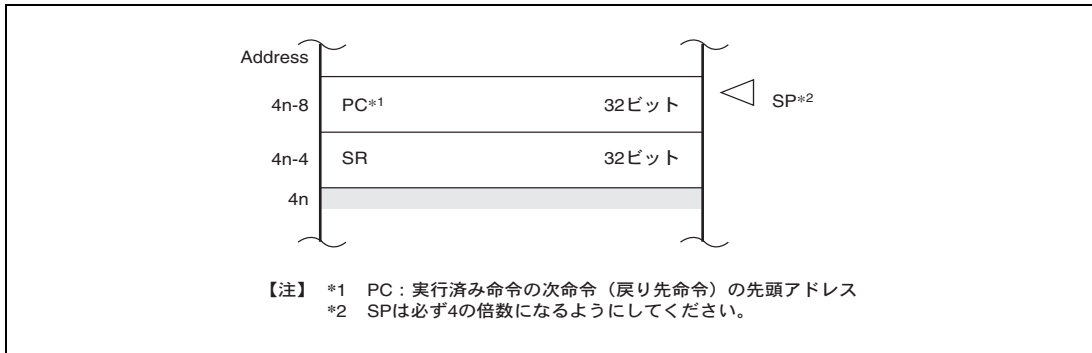 Address
4n-8 PC*1 32ビット SP*2
4n-4 SR 32ビット
4n
【注】 *1 PC：実行済み命令の次命令（戻り先命令）の先頭アドレス
*2 SPは必ず4の倍数になるようにしてください。